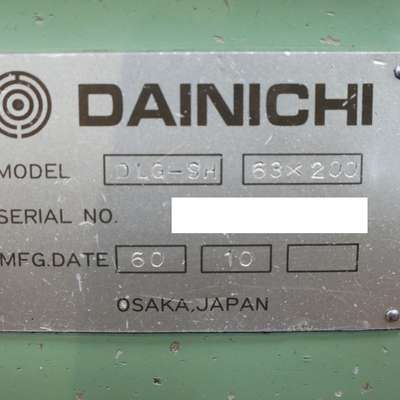 DAINICHI
MODEL DLG-SH 63×200
SERIAL NO.
MFG.DATE 60 10
OSAKA,JAPAN